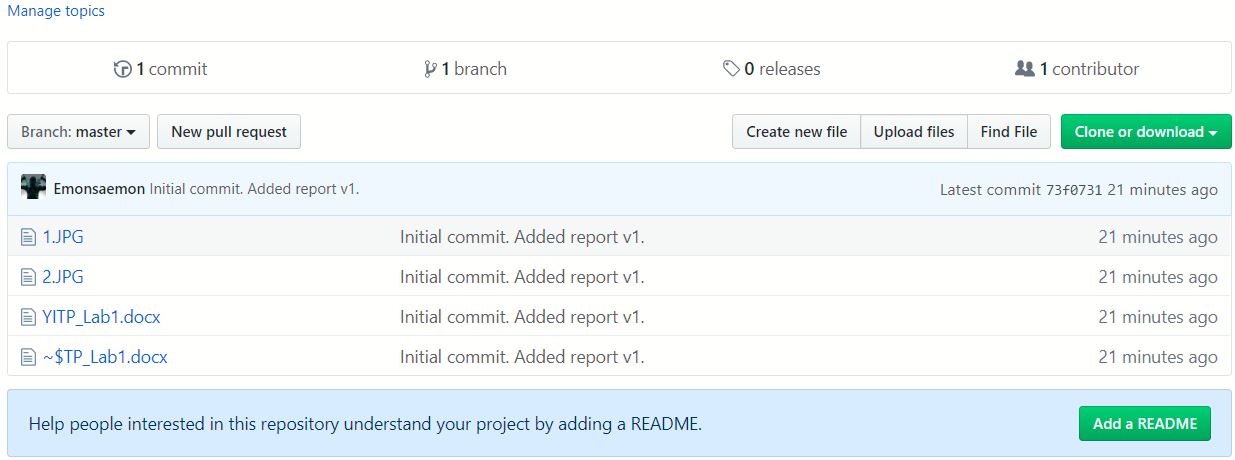 Manage topics
1 commit 1 branch 0 releases 1 contributor
Branch: master New pull request Create new file Upload files Find File Clone or download
Emonsaemon Initial commit. Added report v1. Latest commit 73f0731 21 minutes ago
1.JPG Initial commit. Added report v1. 21 minutes ago
2.JPG Initial commit. Added report v1. 21 minutes ago
YITP_Lab1.docx Initial commit. Added report v1. 21 minutes ago
~$TP_Lab1.docx Initial commit. Added report v1. 21 minutes ago
Help people interested in this repository understand your project by adding a README. Add a README